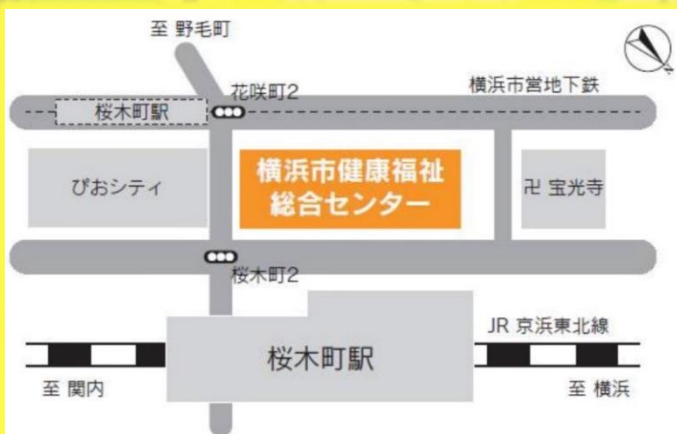 至 野毛町
花咲町2
横浜市営地下鉄
桜木町駅
ぴおシティ
横浜市健康福祉
総合センター
卍 宝光寺
桜木町2
JR 京浜東北線
桜木町駅
至 関内
至 横浜